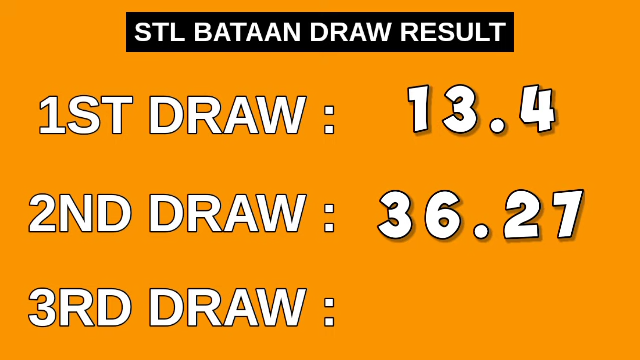 STL BATAAN DRAW RESULT
1ST DRAW : 13.4
2ND DRAW : 36.27
3RD DRAW :